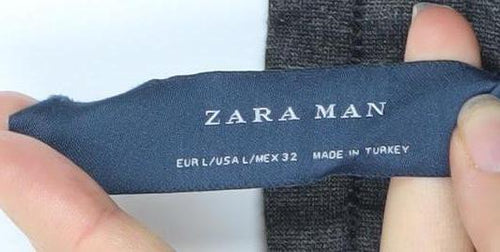 ZARA MAN
EUR L/USA L/MEX 32 MADE IN TURKEY